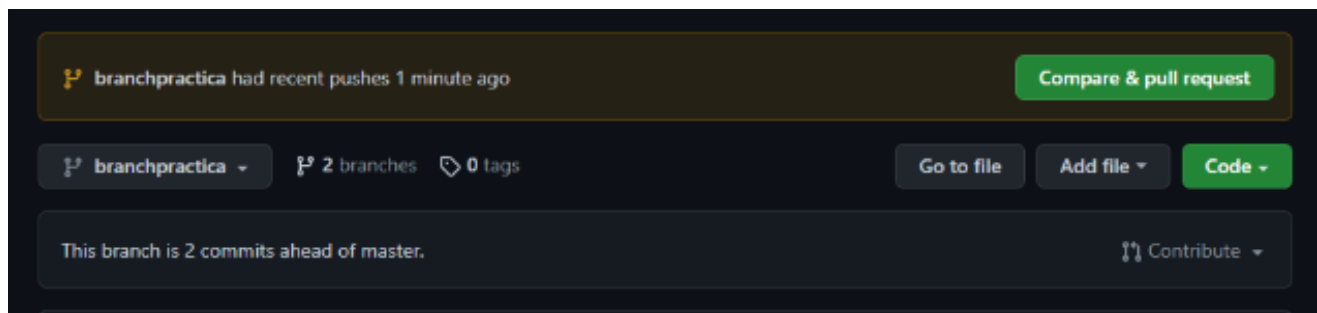 branchpractica had recent pushes 1 minute ago
Compare & pull request
branchpractica
2 branches
0 tags
Go to file
Add file
Code
This branch is 2 commits ahead of master.
Contribute